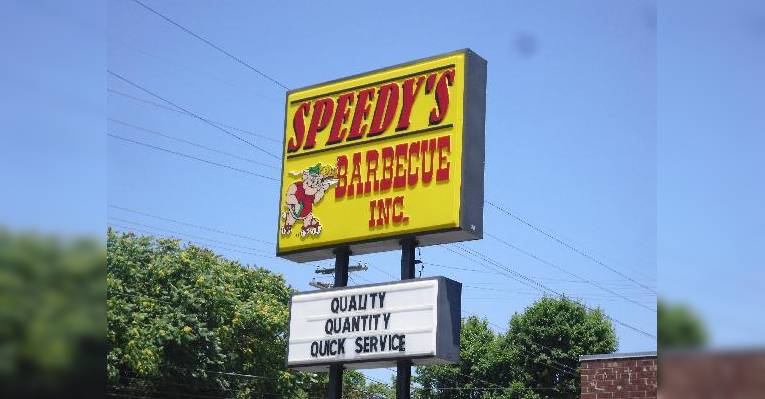 SPEEDY'S
BARBECUE
INC.
QUALITY
QUANTITY
QUICK SERVICE